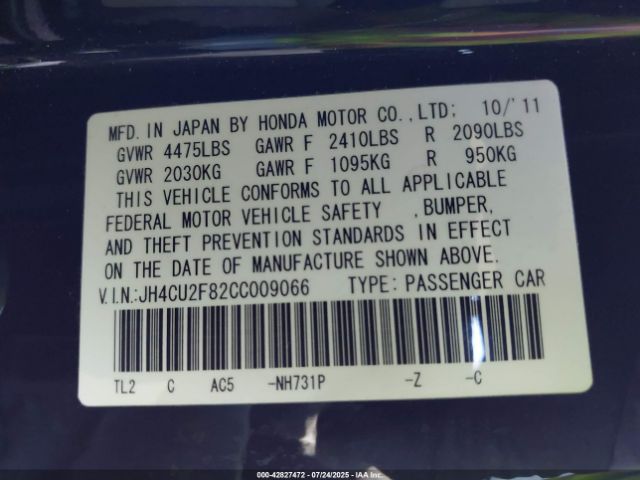 MFD. IN JAPAN BY HONDA MOTOR CO., LTD; 10/'11
GVWR 4475LBS GAWR F 2410LBS R 2090LBS
GVWR 2030KG GAWR F 1095KG R 950KG
THIS VEHICLE CONFORMS TO ALL APPLICABLE
FEDERAL MOTOR VEHICLE SAFETY , BUMPER,
AND THEFT PREVENTION STANDARDS IN EFFECT
ON THE DATE OF MANUFACTURE SHOWN ABOVE.
V.I.N.:JH4CU2F82CC009066 TYPE: PASSENGER CAR
TL2 C AC5 -NH731P -Z -C
© IAA - 42827472 - 07/24/2025 - IAAI.COM